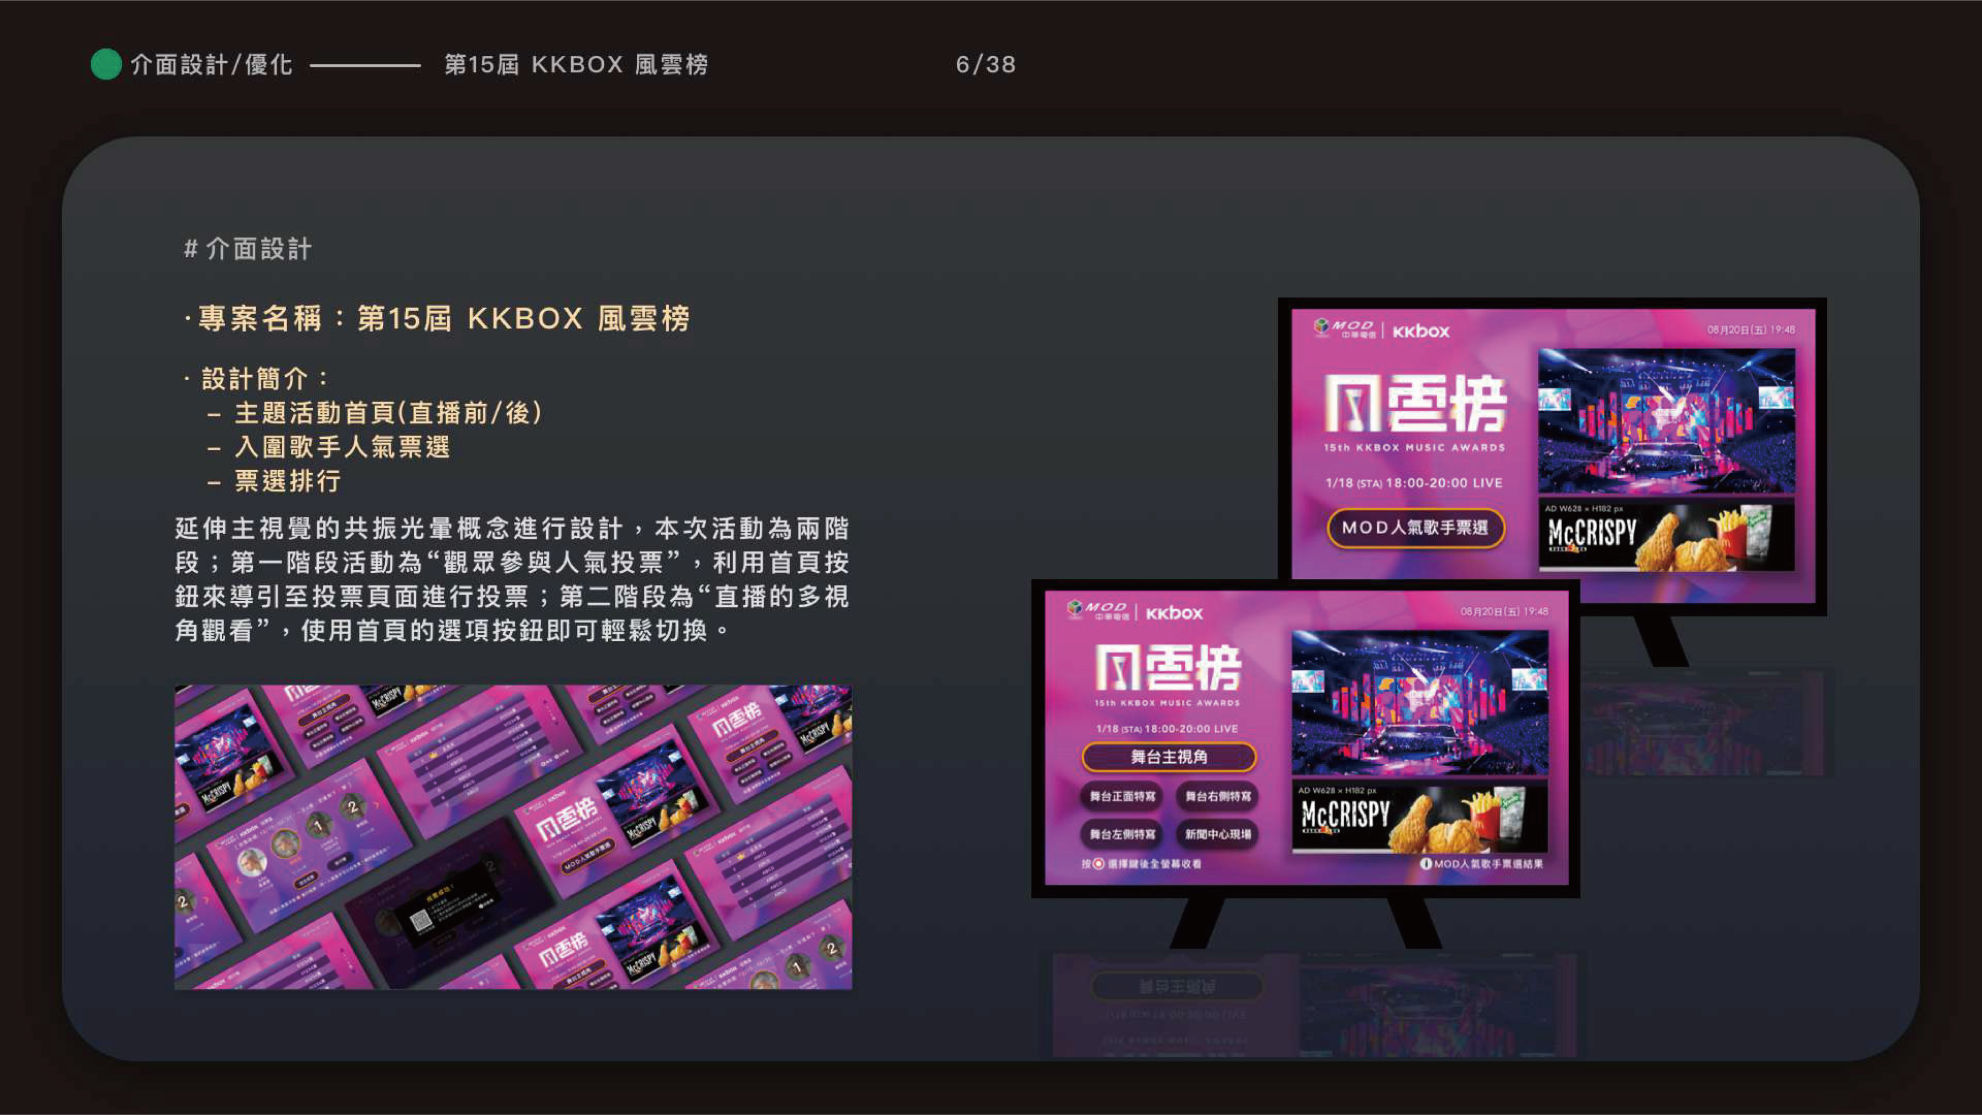 介面設計/優化
第15屆 KKBOX 風雲榜
6/38
# 介面設計
·專案名稱：第15屆 KKBOX 風雲榜
· 設計簡介：
– 主題活動首頁(直播前/後)
– 入圍歌手人氣票選
– 票選排行
延伸主視覺的共振光暈概念進行設計，本次活動為兩階
段；第一階段活動為“觀眾參與人氣投票”，利用首頁按
鈕來導引至投票頁面進行投票；第二階段為“直播的多視
角觀看”，使用首頁的選項按鈕即可輕鬆切換。
MOD 中華電信 | KKBOX
08月20日(五) 19:48
風雲榜
15th KKBOX MUSIC AWARDS
1/18 (STA) 18:00-20:00 LIVE
MOD人氣歌手票選
AD W628 × H182 px
McCRISPY
MOD 中華電信 | KKBOX
08月20日(五) 19:48
風雲榜
15th KKBOX MUSIC AWARDS
1/18 (STA) 18:00-20:00 LIVE
舞台主視角
舞台正面特寫
舞台右側特寫
舞台左側特寫
新聞中心現場
按 選擇鍵後全螢幕收看
AD W628 × H182 px
McCRISPY
MOD人氣歌手票選結果